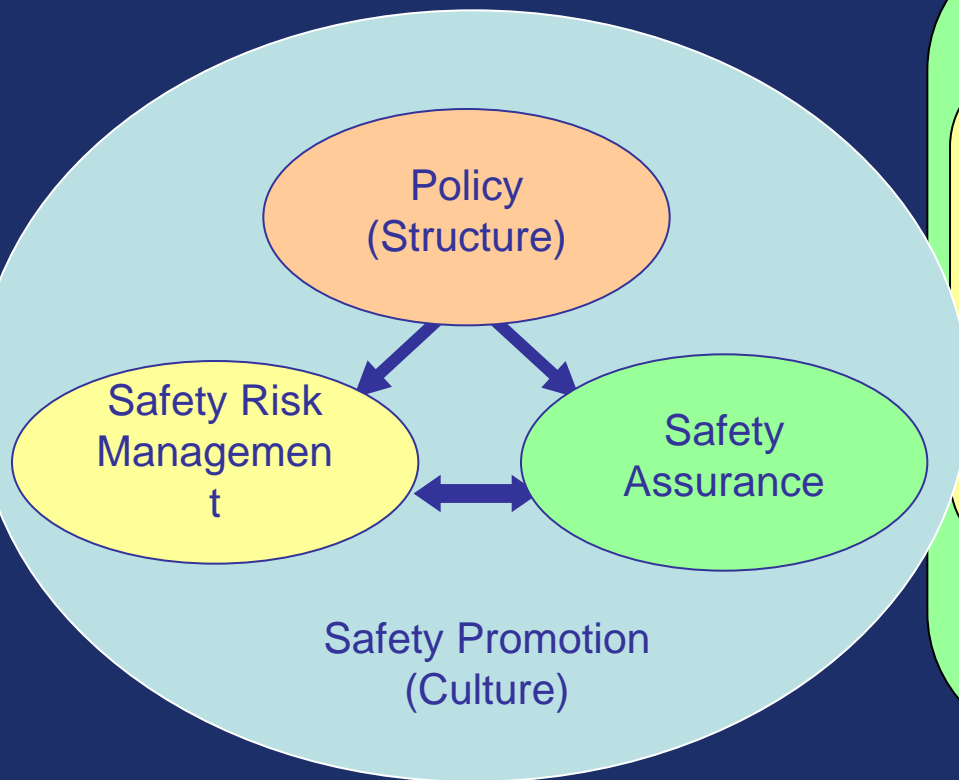 Policy
(Structure)
Safety Risk
Managemen
t
Safety
Assurance
Safety Promotion
(Culture)